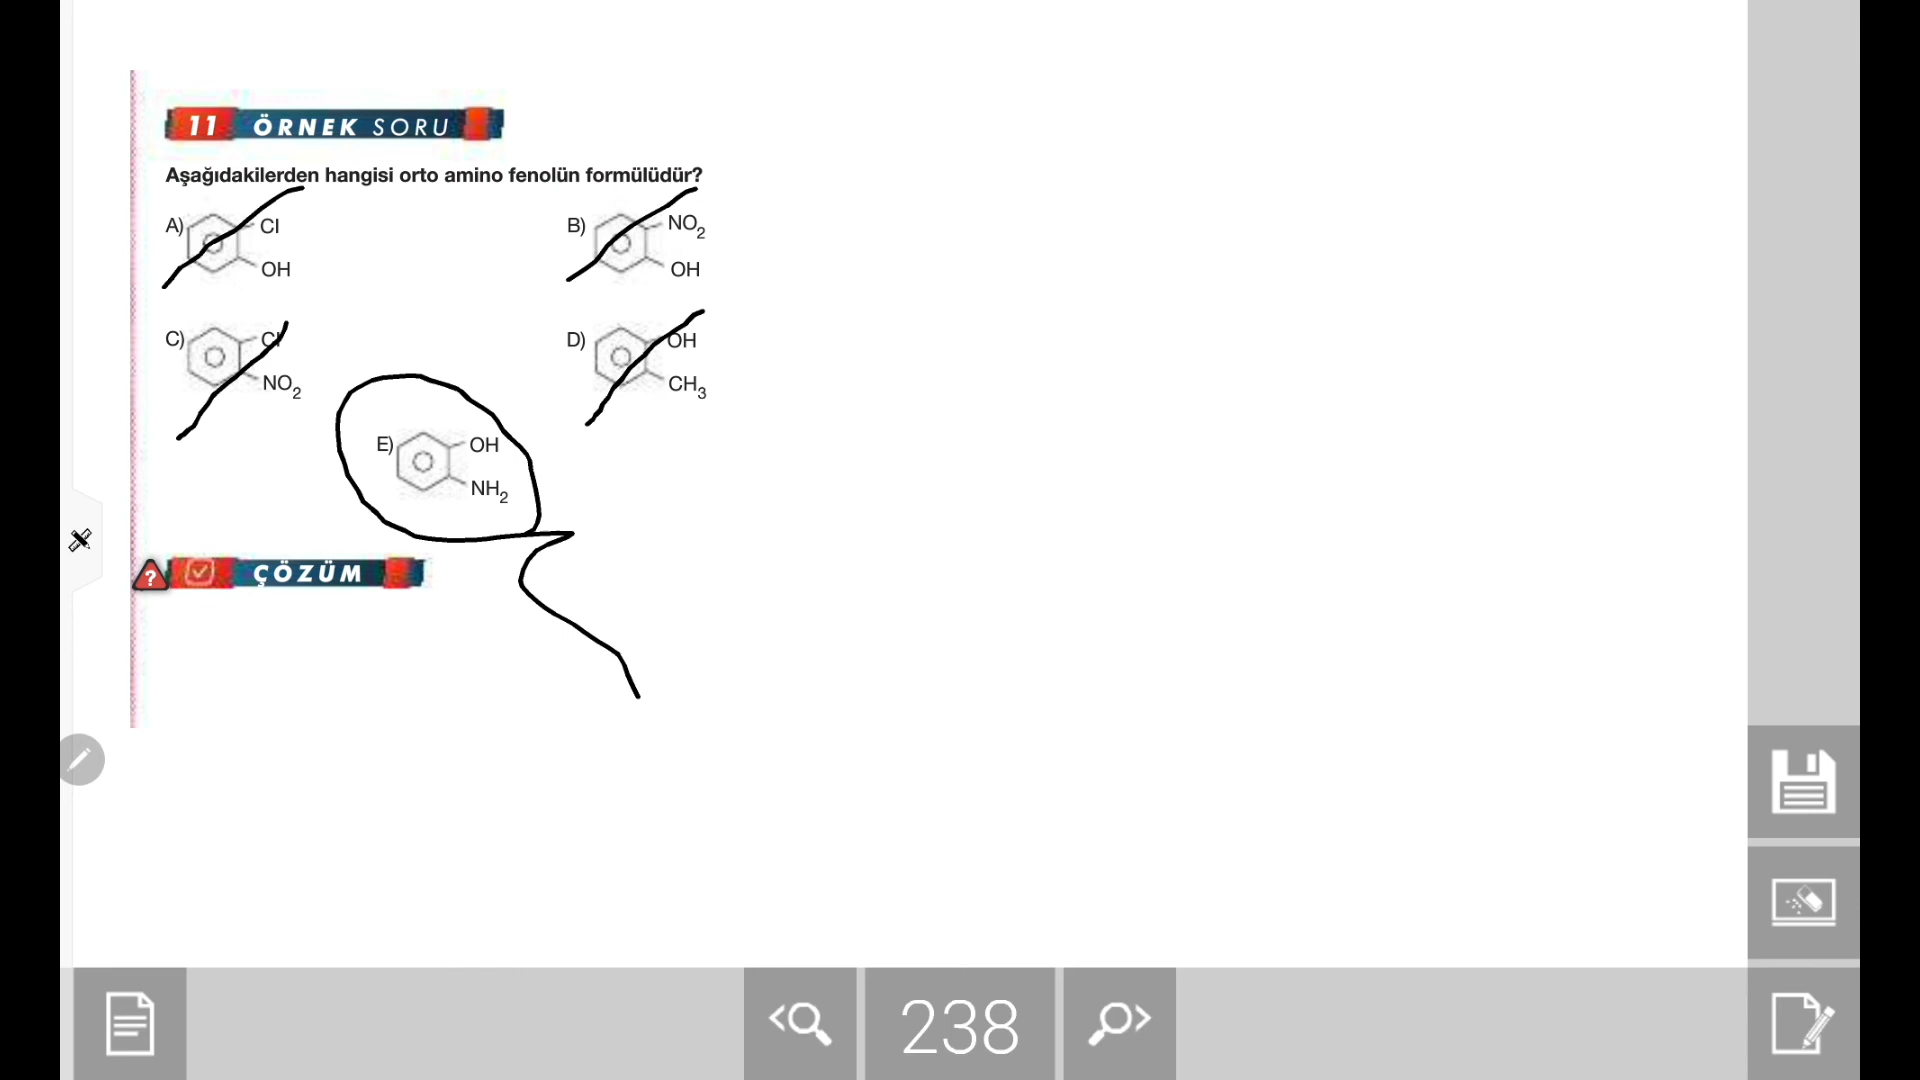 11 ÖRNEK SORU
Aşağıdakilerden hangisi orto amino fenolün formülüdür?
A) Cl
OH
B) NO2
OH
C) Cl
NO2
D) OH
CH3
E) OH
NH2
? ÇÖZÜM
238